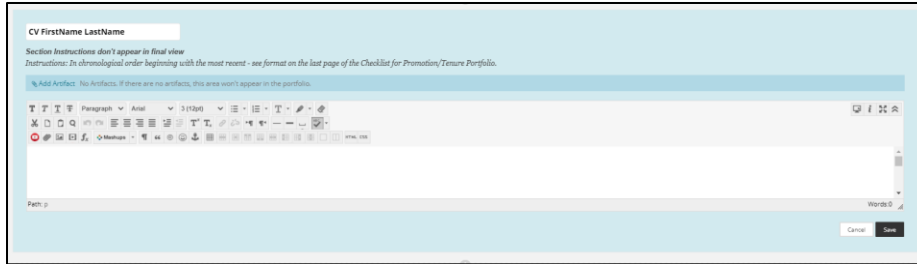 CV FirstName LastName
Section Instructions don't appear in final view
Instructions: In chronological order beginning with the most recent - see format on the last page of the Checklist for Promotion/Tenure Portfolio.
Add Artifact No Artifacts. If there are no artifacts, this area won't appear in the portfolio.
T T T T Paragraph Arial 3 (12pt) T
T T
fx Mashups HTML CSS
Path: p Words:0
Cancel Save